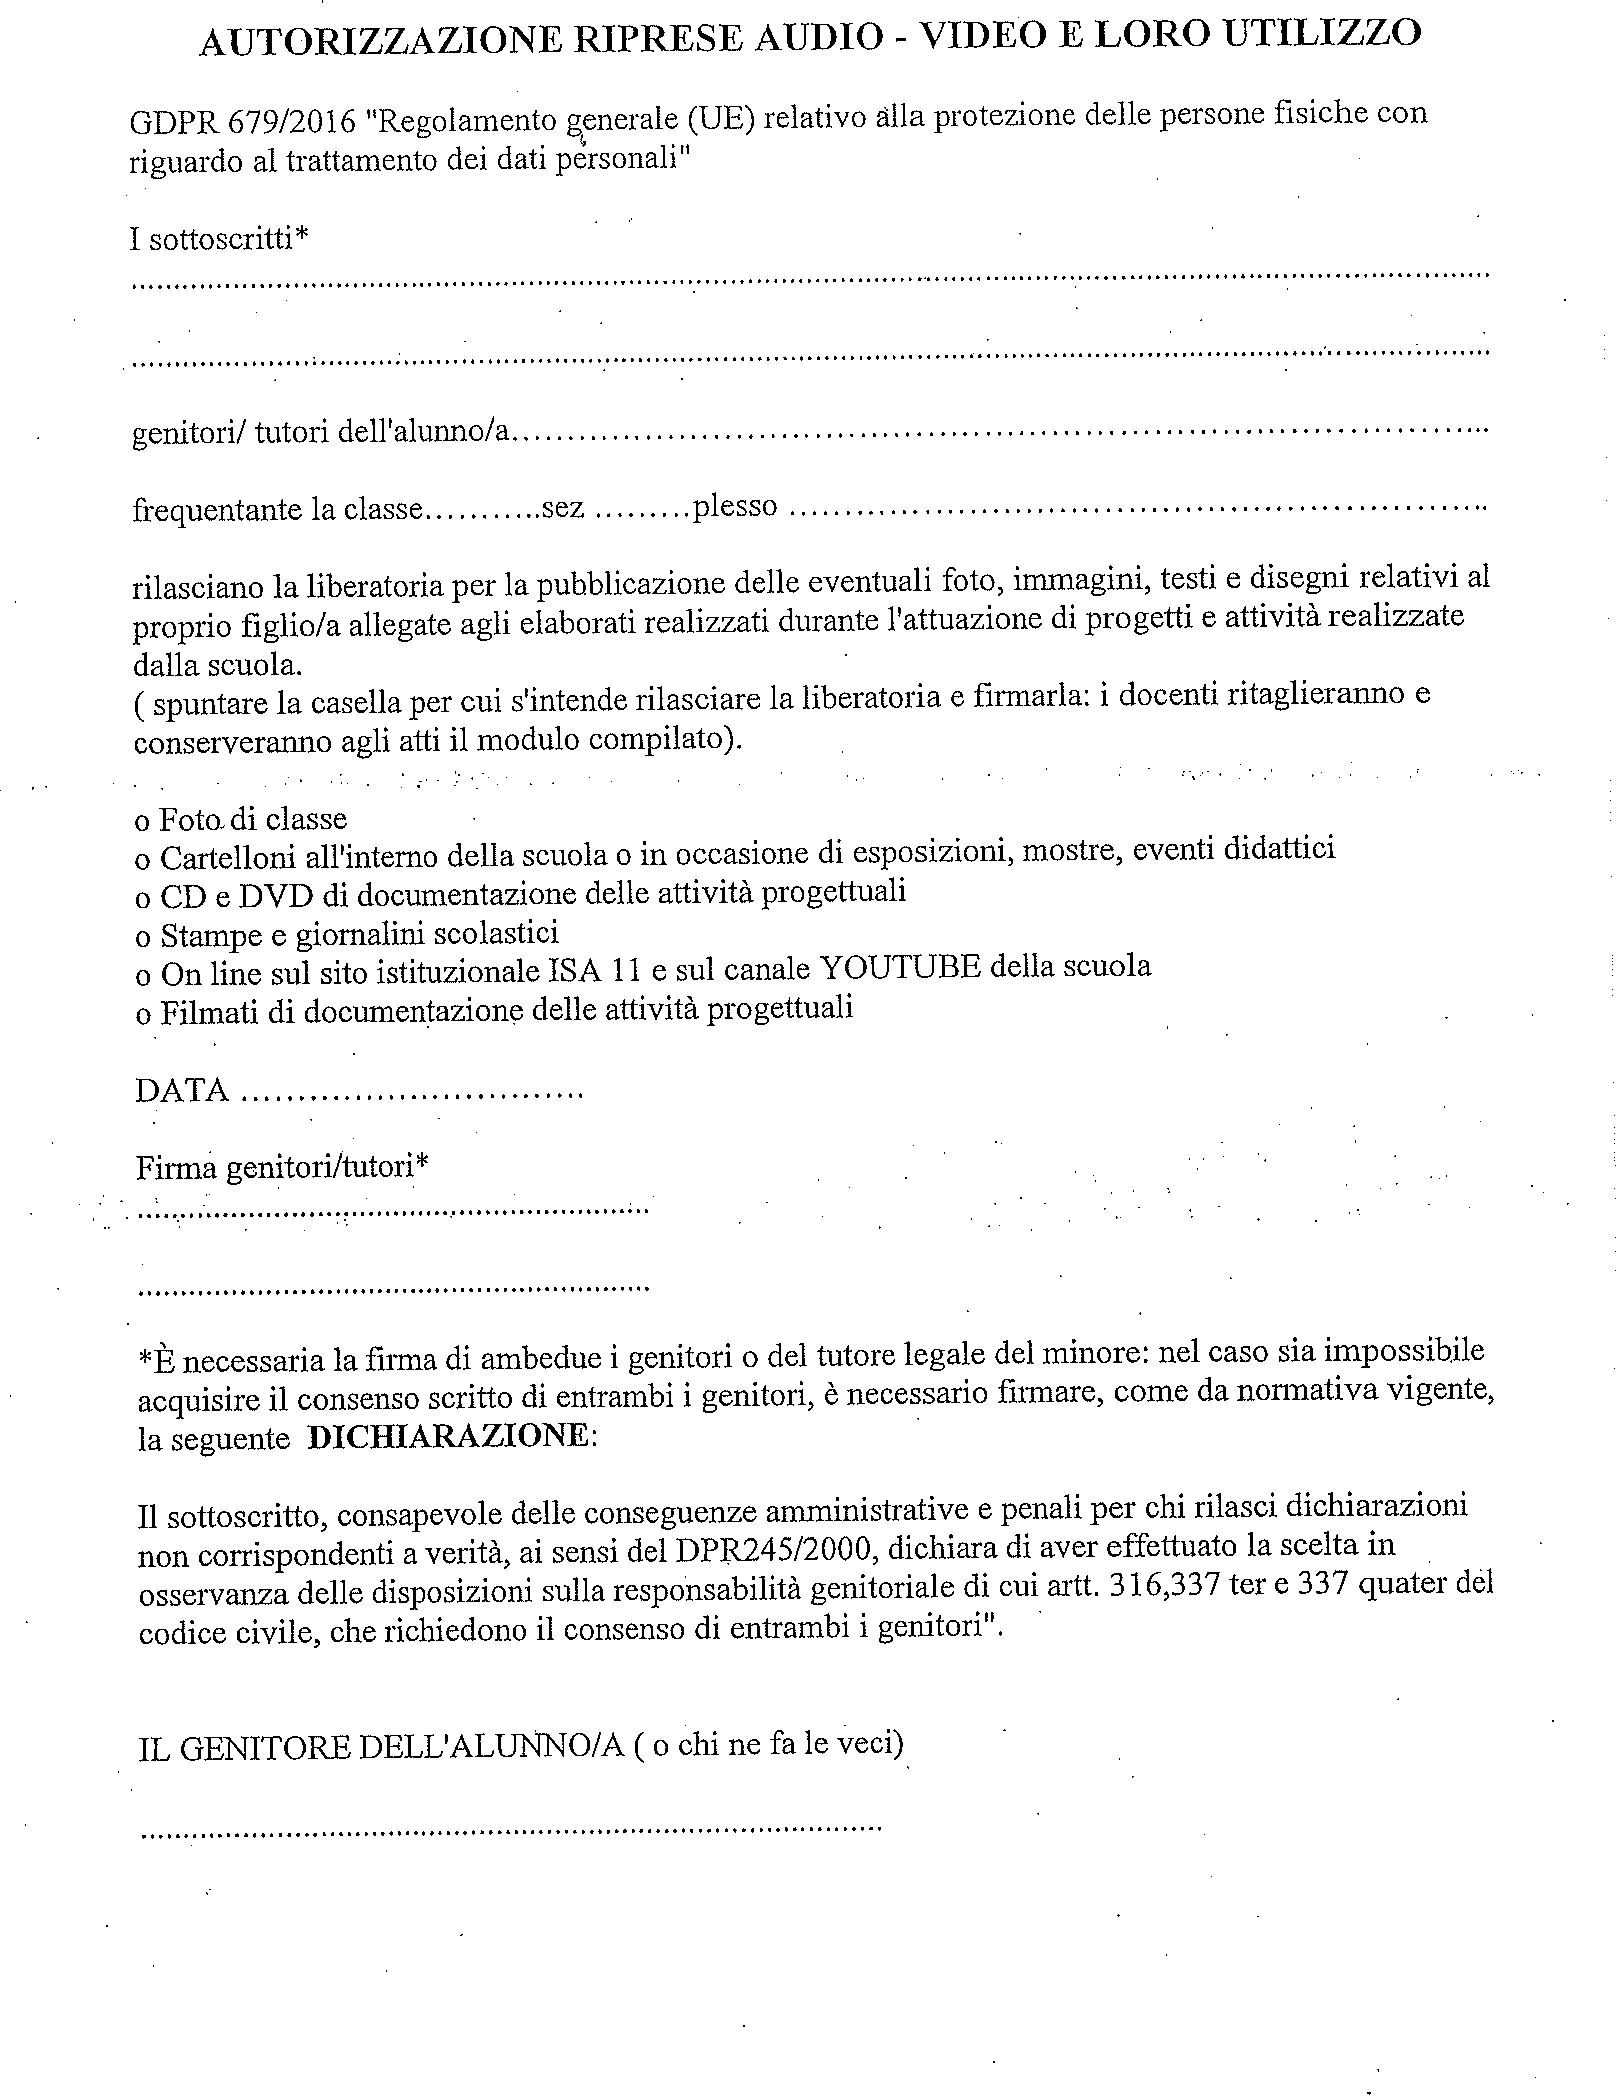 AUTORIZZAZIONE RIPRESE AUDIO - VIDEO E LORO UTILIZZO
GDPR 679/2016 "Regolamento generale (UE) relativo alla protezione delle persone fisiche con
riguardo al trattamento dei dati personali"
I sottoscritti*
................................................................................
................................................................................
genitori/ tutori dell'alunno/a................................................................................
frequentante la classe...........sez .........plesso ................................................................
rilasciano la liberatoria per la pubblicazione delle eventuali foto, immagini, testi e disegni relativi al
proprio figlio/a allegate agli elaborati realizzati durante l'attuazione di progetti e attività realizzate
dalla scuola.
( spuntare la casella per cui s'intende rilasciare la liberatoria e firmarla: i docenti ritaglieranno e
conserveranno agli atti il modulo compilato).
o Foto di classe
o Cartelloni all'interno della scuola o in occasione di esposizioni, mostre, eventi didattici
o CD e DVD di documentazione delle attività progettuali
o Stampe e giornalini scolastici
o On line sul sito istituzionale ISA 11 e sul canale YOUTUBE della scuola
o Filmati di documentazione delle attività progettuali
DATA ................................
Firma genitori/tutori*
............................................................
............................................................
*È necessaria la firma di ambedue i genitori o del tutore legale del minore: nel caso sia impossibile
acquisire il consenso scritto di entrambi i genitori, è necessario firmare, come da normativa vigente,
la seguente DICHIARAZIONE:
Il sottoscritto, consapevole delle conseguenze amministrative e penali per chi rilasci dichiarazioni
non corrispondenti a verità, ai sensi del DPR245/2000, dichiara di aver effettuato la scelta in
osservanza delle disposizioni sulla responsabilità genitoriale di cui artt. 316,337 ter e 337 quater del
codice civile, che richiedono il consenso di entrambi i genitori".
IL GENITORE DELL'ALUNNO/A ( o chi ne fa le veci)
................................................................................